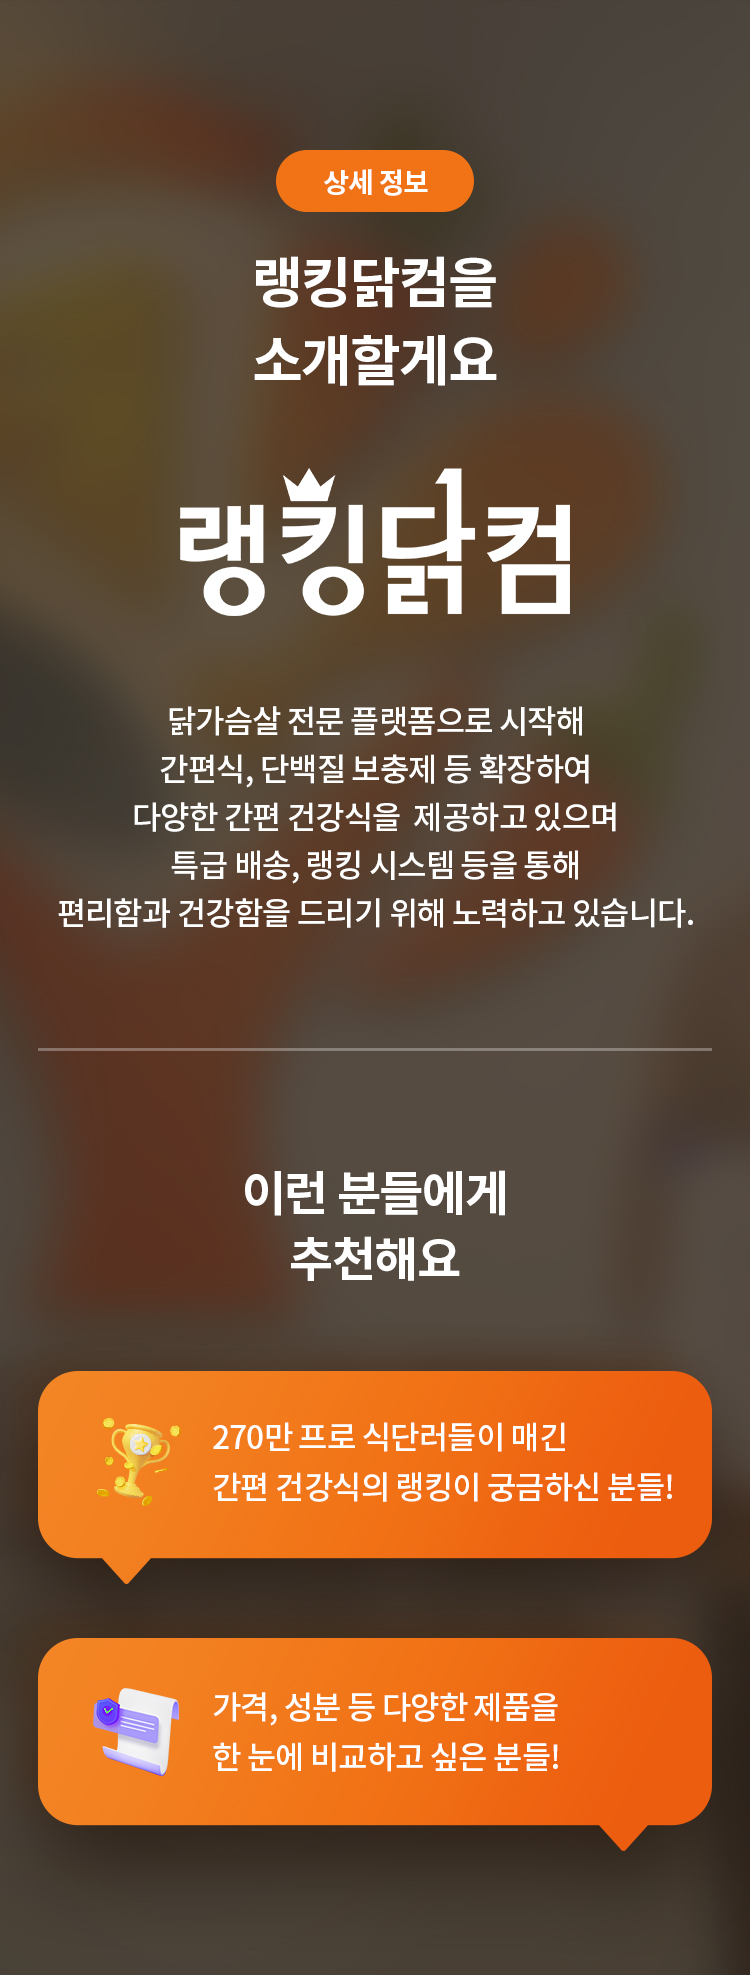 상세 정보
랭킹닭컴을
소개할게요
랭킹닭컴
닭가슴살 전문 플랫폼으로 시작해
간편식, 단백질 보충제 등 확장하여
다양한 간편 건강식을 제공하고 있으며
특급 배송, 랭킹 시스템 등을 통해
편리함과 건강함을 드리기 위해 노력하고 있습니다.
이런 분들에게
추천해요
270만 프로 식단러들이 매긴
간편 건강식의 랭킹이 궁금하신 분들!
가격, 성분 등 다양한 제품을
한 눈에 비교하고 싶은 분들!